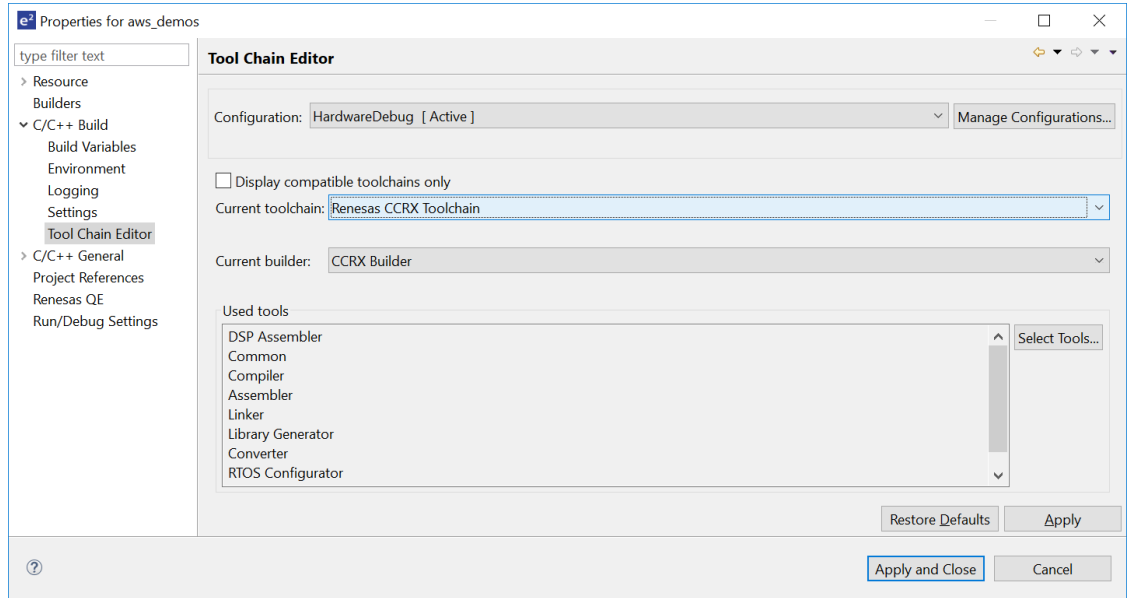 e² Properties for aws_demos
type filter text
Resource
Builders
C/C++ Build
Build Variables
Environment
Logging
Settings
Tool Chain Editor
C/C++ General
Project References
Renesas QE
Run/Debug Settings
Tool Chain Editor
Configuration: HardwareDebug [ Active ] Manage Configurations...
Display compatible toolchains only
Current toolchain: Renesas CCRX Toolchain
Current builder: CCRX Builder
Used tools
DSP Assembler
Common
Compiler
Assembler
Linker
Library Generator
Converter
RTOS Configurator
Select Tools...
Restore Defaults Apply
? Apply and Close Cancel